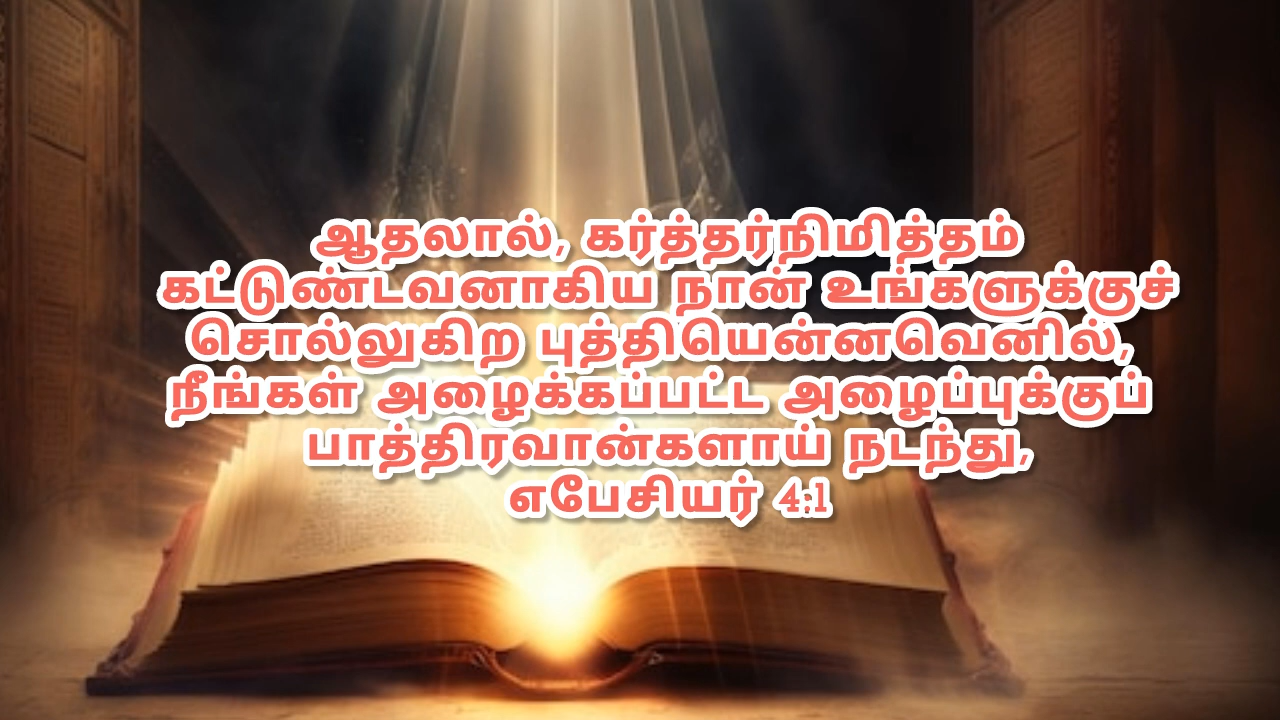 ஆதலால், கர்த்தர்நிமித்தம்
கட்டுண்டவனாகிய நான் உங்களுக்குச்
சொல்லுகிற புத்தியென்னவெனில்,
நீங்கள் அழைக்கப்பட்ட அழைப்புக்குப்
பாத்திரவான்களாய் நடந்து,
எபேசியர் 4:1